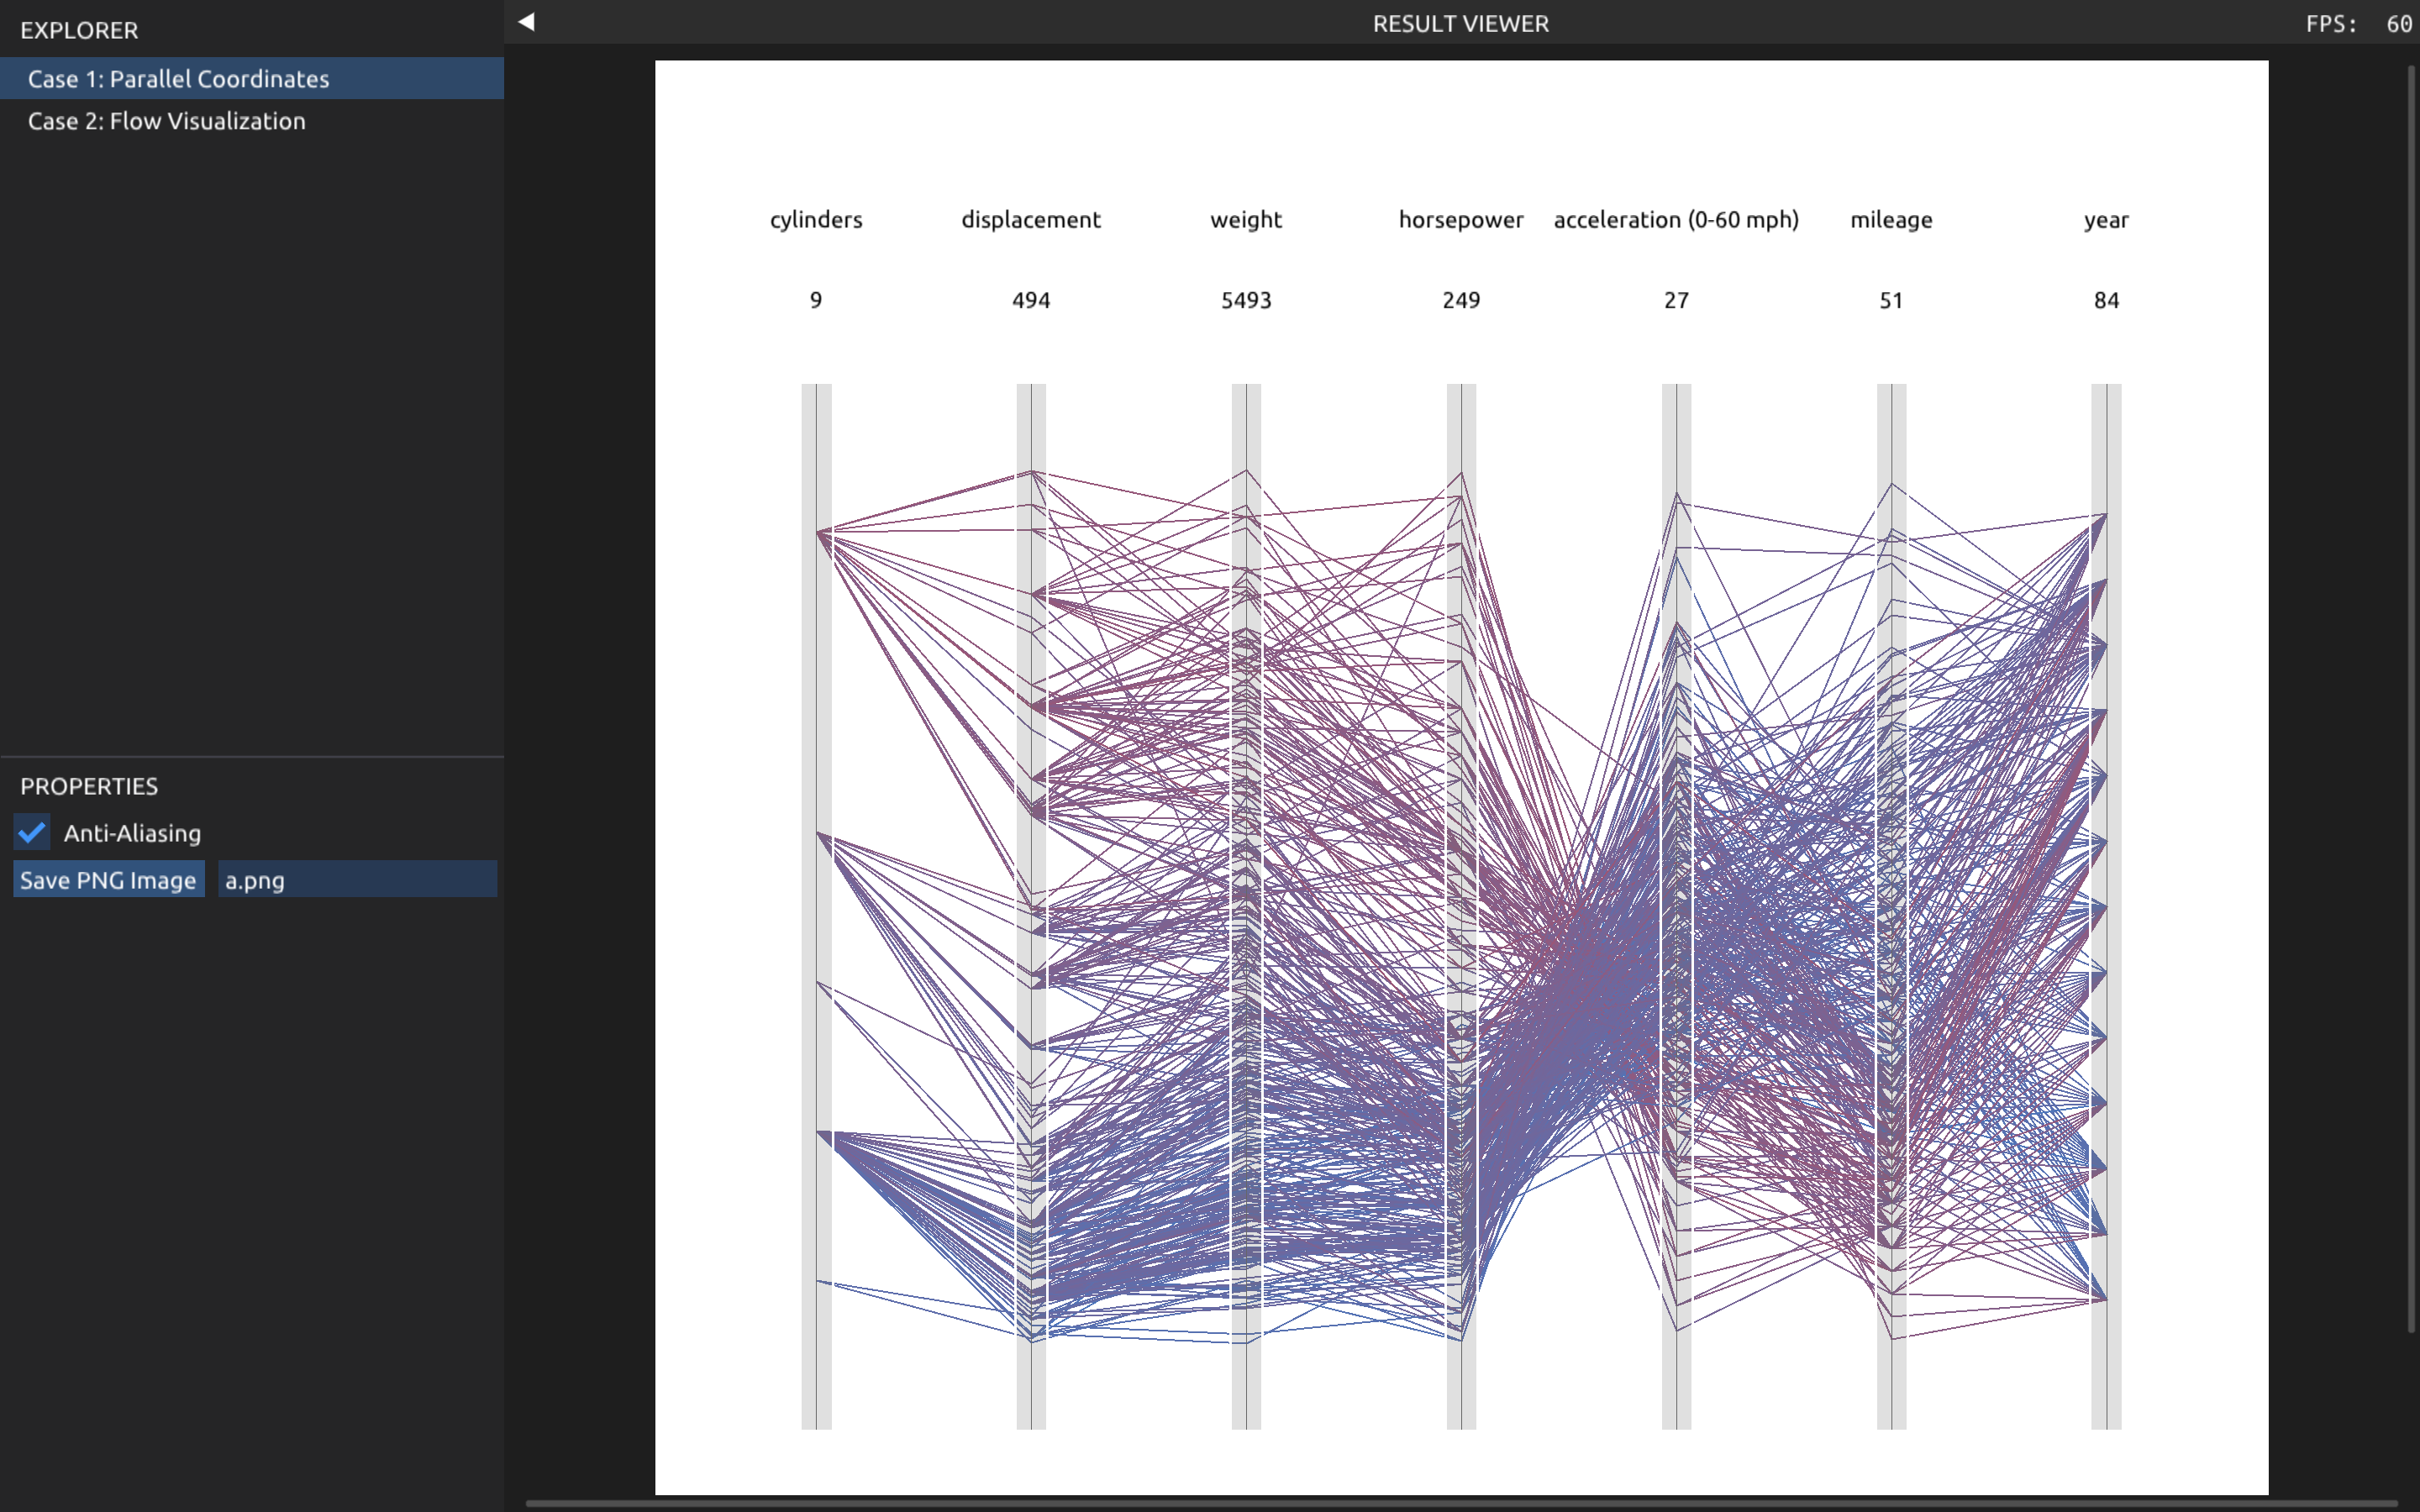 EXPLORER
Case 1: Parallel Coordinates
Case 2: Flow Visualization
PROPERTIES
Anti-Aliasing
Save PNG Image a.png
RESULT VIEWER
FPS: 60
cylinders displacement weight horsepower acceleration (0-60 mph) mileage year
9 494 5493 249 27 51 84